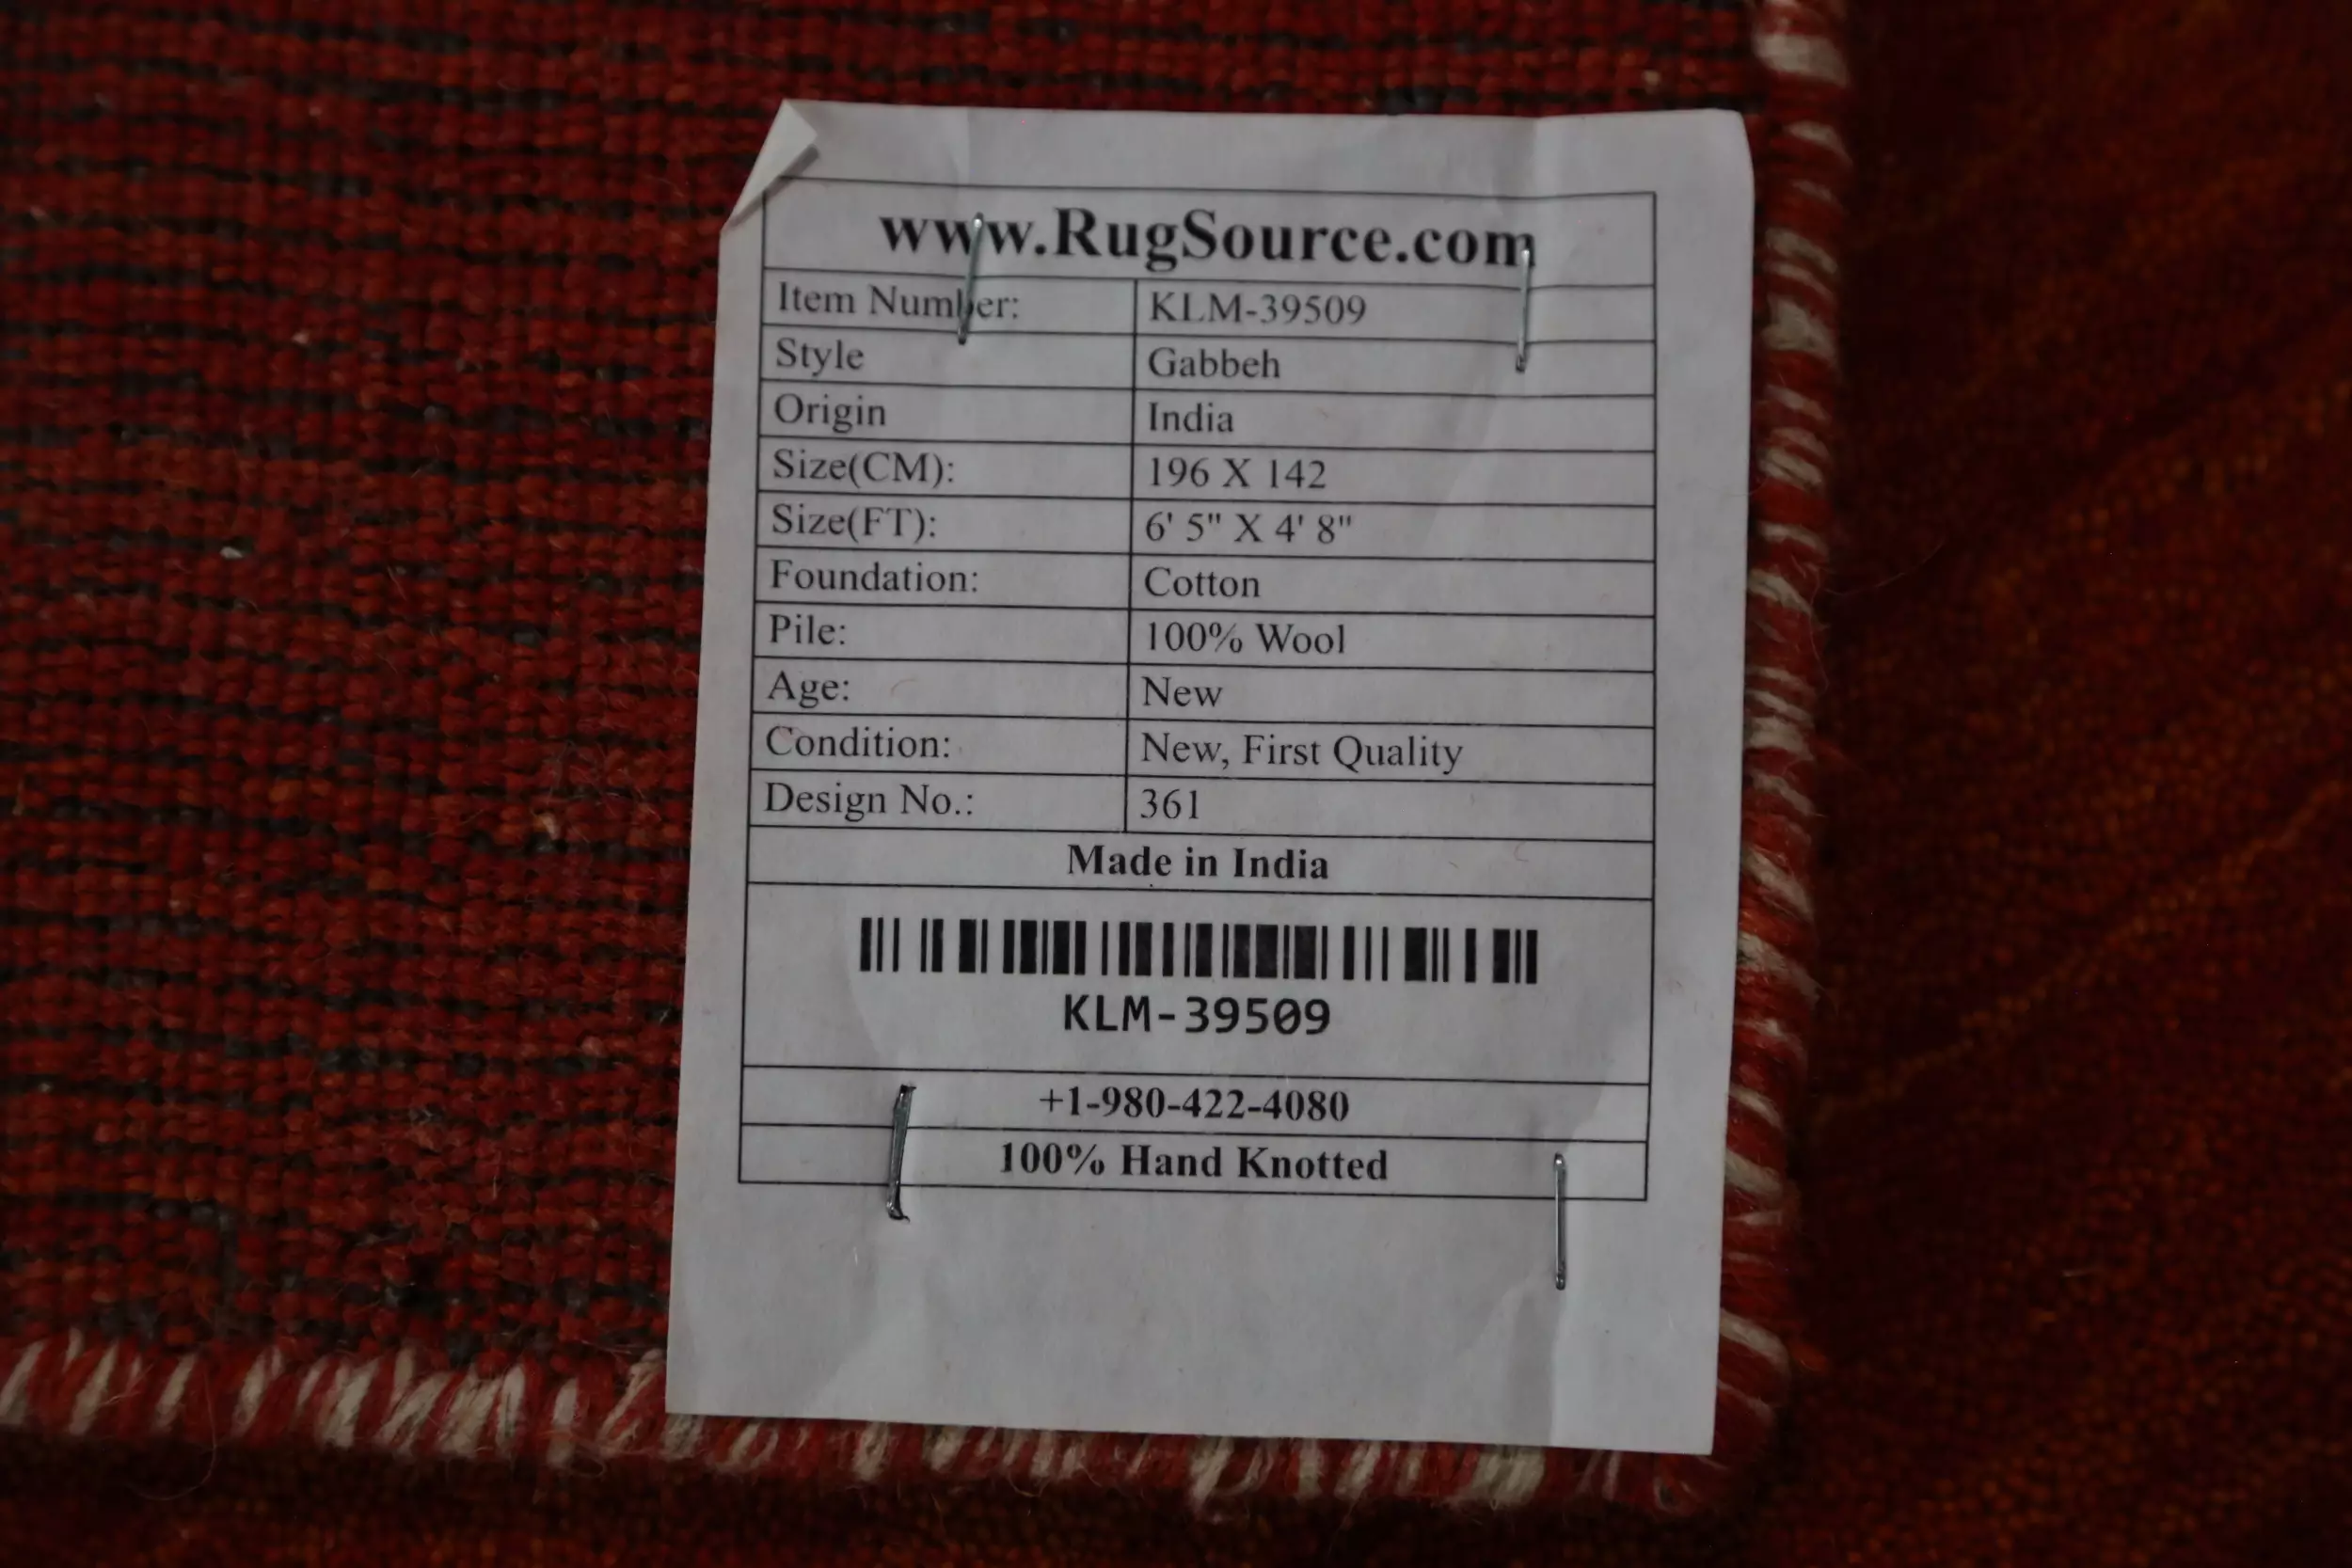 www.RugSource.com
Item Number: KLM-39509
Style Gabbeh
Origin India
Size(CM): 196 X 142
Size(FT): 6' 5" X 4' 8"
Foundation: Cotton
Pile: 100% Wool
Age: New
Condition: New, First Quality
Design No.: 361
Made in India
KLM-39509
+1-980-422-4080
100% Hand Knotted